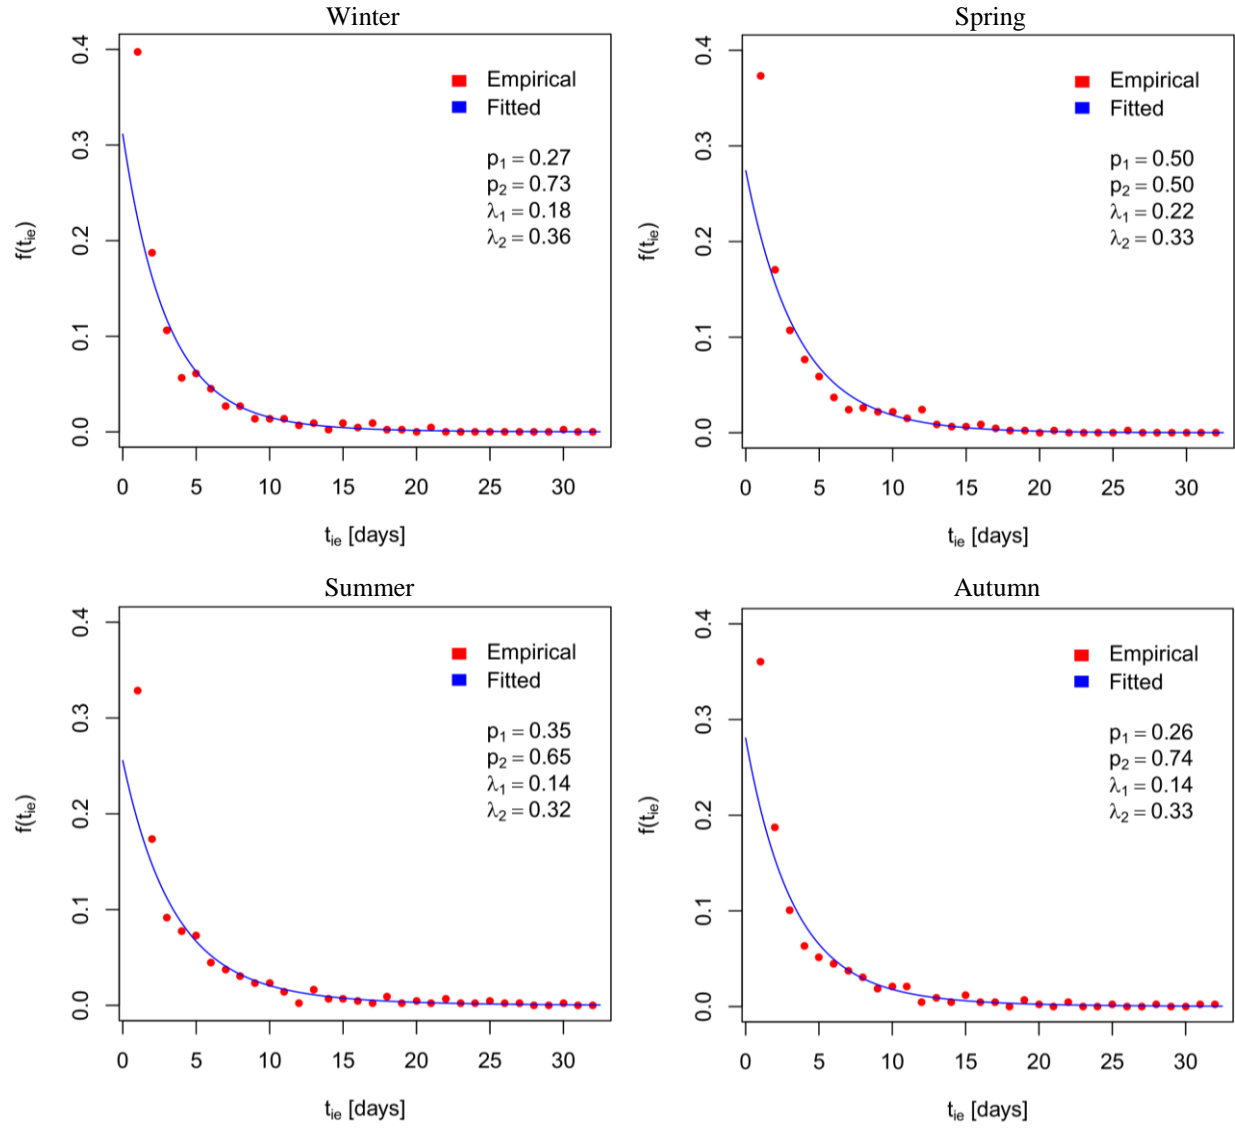 Winter
0.4
0.3
0.2
0.1
0.0
f(tᵢₑ)
Empirical
Fitted
p₁ = 0.27
p₂ = 0.73
λ₁ = 0.18
λ₂ = 0.36
0 5 10 15 20 25 30
tᵢₑ [days]
Spring
0.4
0.3
0.2
0.1
0.0
f(tᵢₑ)
Empirical
Fitted
p₁ = 0.50
p₂ = 0.50
λ₁ = 0.22
λ₂ = 0.33
0 5 10 15 20 25 30
tᵢₑ [days]
Summer
0.4
0.3
0.2
0.1
0.0
f(tᵢₑ)
Empirical
Fitted
p₁ = 0.35
p₂ = 0.65
λ₁ = 0.14
λ₂ = 0.32
0 5 10 15 20 25 30
tᵢₑ [days]
Autumn
0.4
0.3
0.2
0.1
0.0
f(tᵢₑ)
Empirical
Fitted
p₁ = 0.26
p₂ = 0.74
λ₁ = 0.14
λ₂ = 0.33
0 5 10 15 20 25 30
tᵢₑ [days]